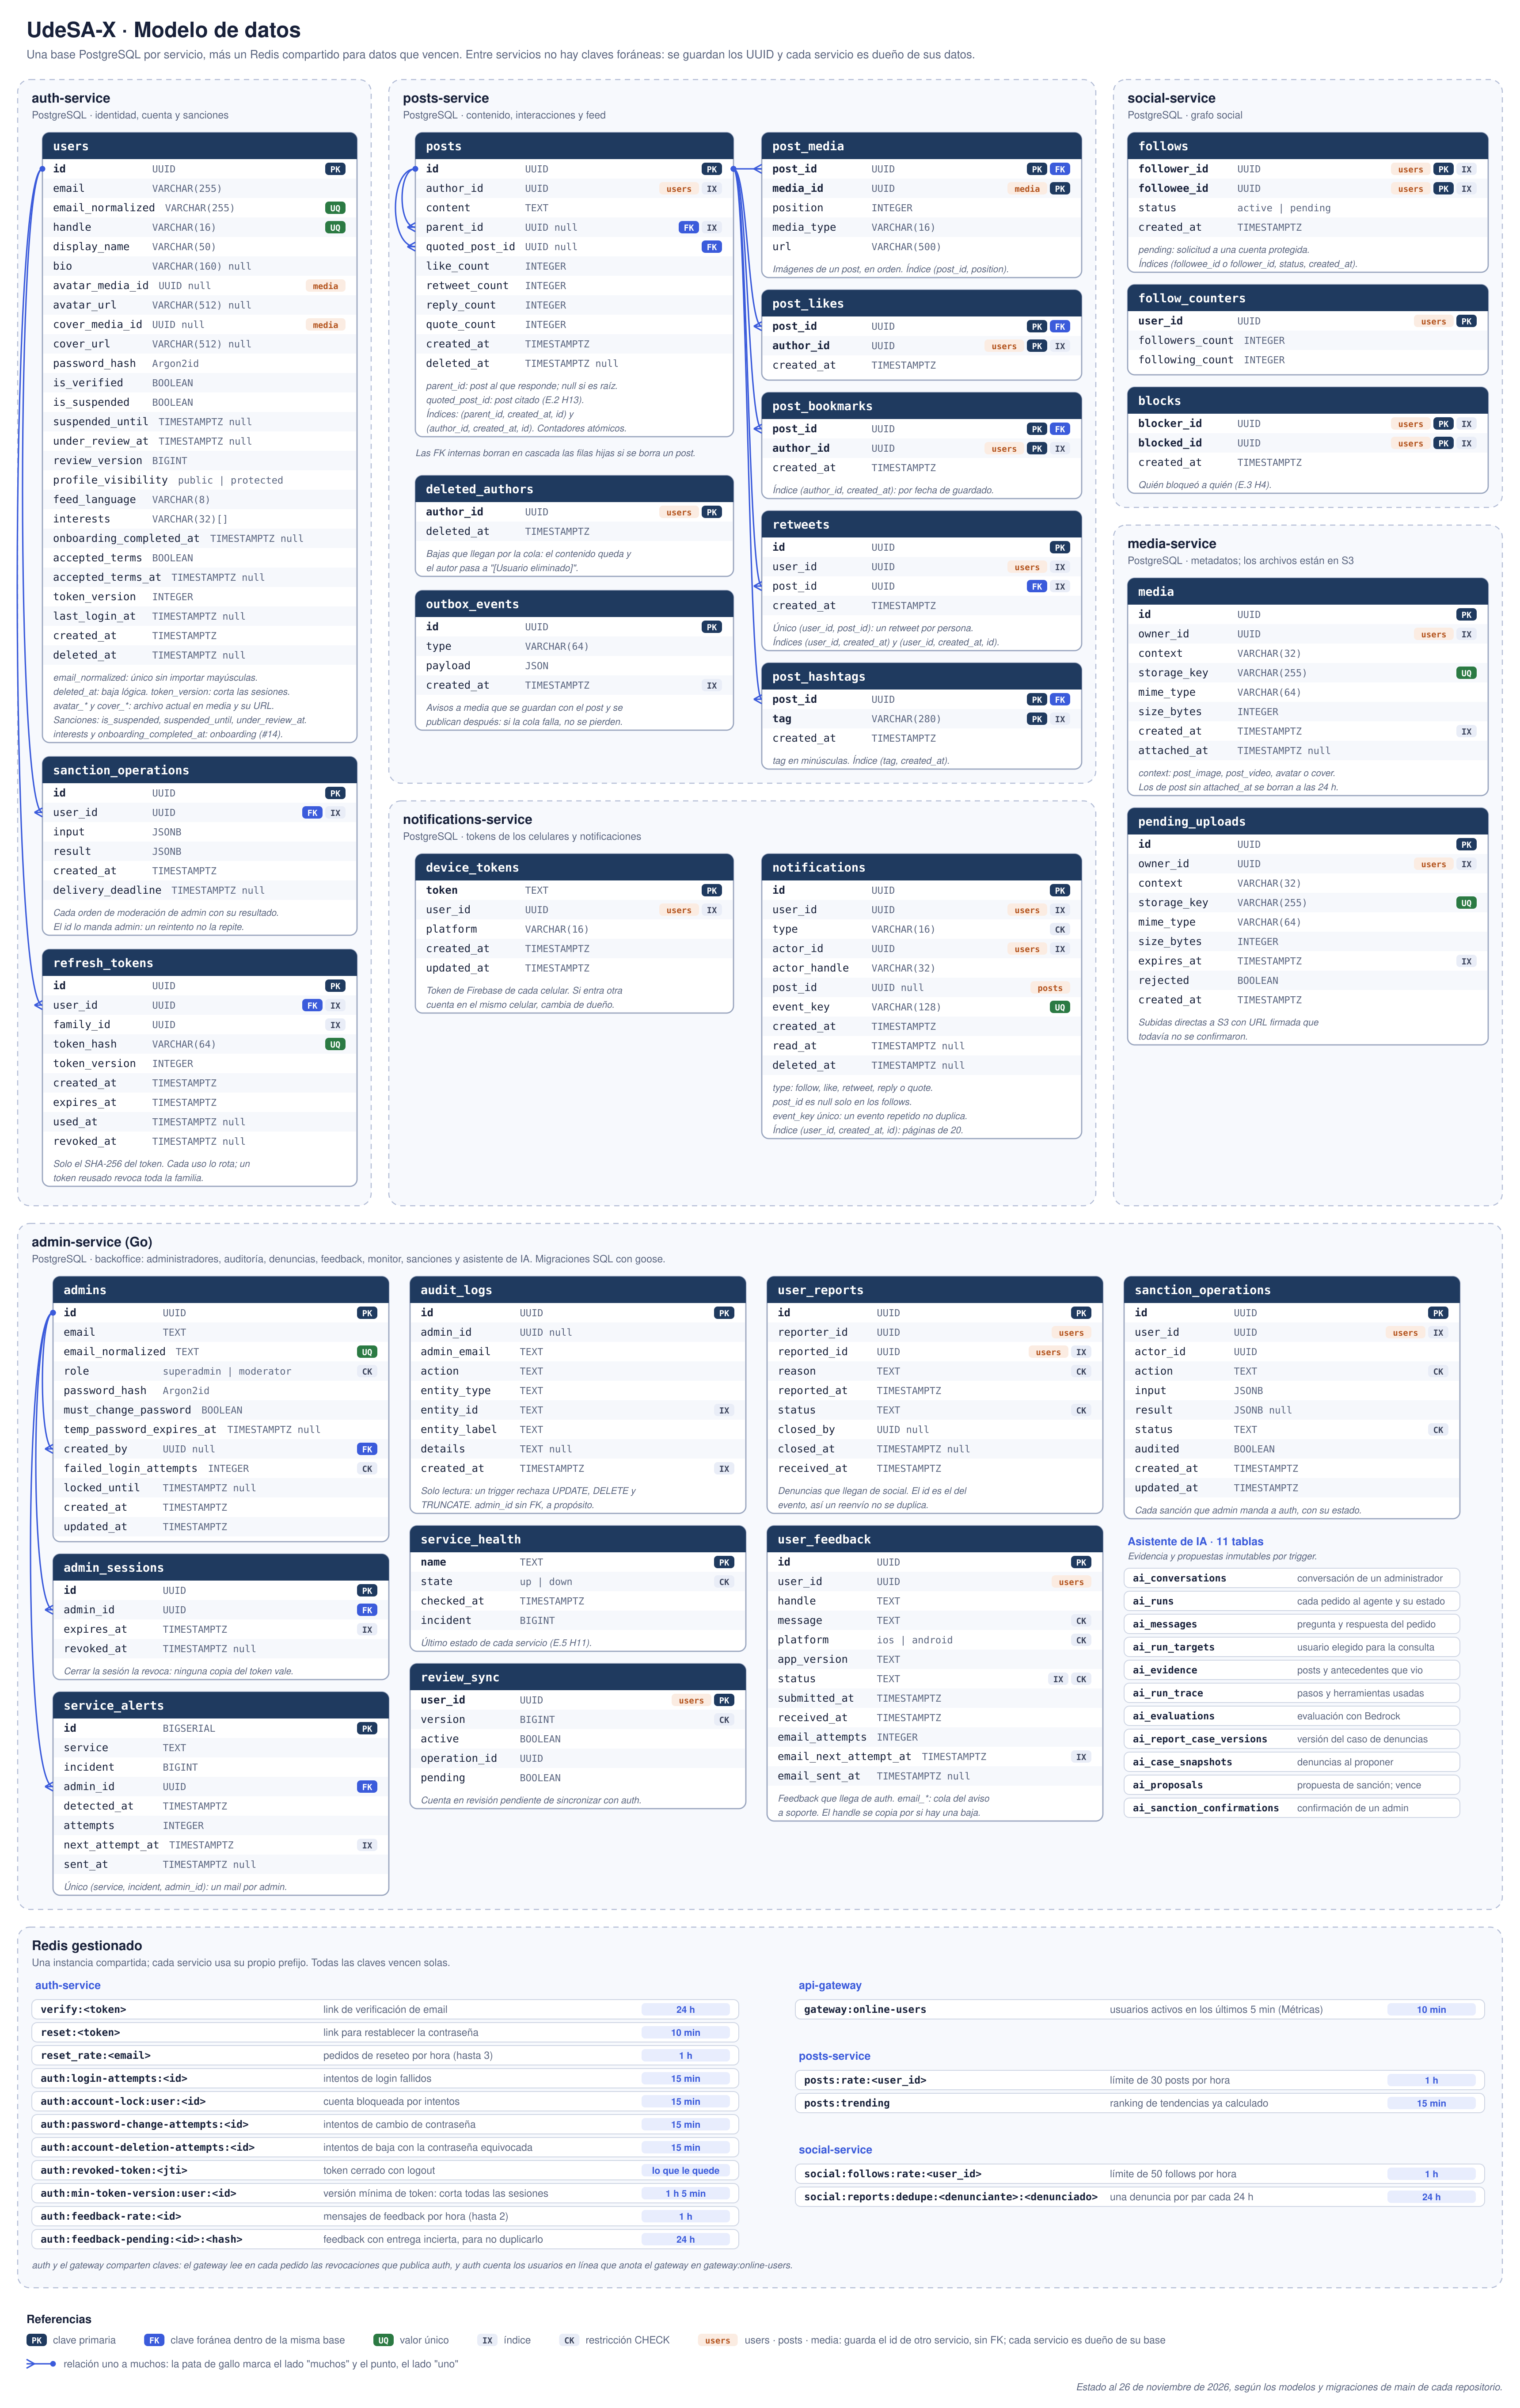 UdeSA-X · Modelo de datos
Una base PostgreSQL por servicio, más un Redis compartido para datos que vencen. Entre servicios no hay claves foráneas: se guardan los UUID y cada servicio es dueño de sus datos.
auth-service
PostgreSQL · identidad, cuenta y sanciones
users
id UUID PK
email VARCHAR(255)
email_normalized VARCHAR(255) UQ
handle VARCHAR(16) UQ
display_name VARCHAR(50)
bio VARCHAR(160) null
avatar_media_id UUID null media
avatar_url VARCHAR(512) null
cover_media_id UUID null media
cover_url VARCHAR(512) null
password_hash Argon2id
is_verified BOOLEAN
is_suspended BOOLEAN
suspended_until TIMESTAMPTZ null
under_review_at TIMESTAMPTZ null
review_version BIGINT
profile_visibility public | protected
feed_language VARCHAR(8)
interests VARCHAR(32)[]
onboarding_completed_at TIMESTAMPTZ null
accepted_terms BOOLEAN
accepted_terms_at TIMESTAMPTZ null
token_version INTEGER
last_login_at TIMESTAMPTZ null
created_at TIMESTAMPTZ
deleted_at TIMESTAMPTZ null
email_normalized: único sin importar mayúsculas.
deleted_at: baja lógica. token_version: corta las sesiones.
avatar_* y cover_*: archivo actual en media y su URL.
Sanciones: is_suspended, suspended_until, under_review_at.
interests y onboarding_completed_at: onboarding (#14).
sanction_operations
id UUID PK
user_id UUID FK IX
input JSONB
result JSONB
created_at TIMESTAMPTZ
delivery_deadline TIMESTAMPTZ null
Cada orden de moderación de admin con su resultado.
El id lo manda admin: un reintento no la repite.
refresh_tokens
id UUID PK
user_id UUID FK IX
family_id UUID IX
token_hash VARCHAR(64) UQ
token_version INTEGER
created_at TIMESTAMPTZ
expires_at TIMESTAMPTZ
used_at TIMESTAMPTZ null
revoked_at TIMESTAMPTZ null
Solo el SHA-256 del token. Cada uso lo rota; un
token reusado revoca toda la familia.
posts-service
PostgreSQL · contenido, interacciones y feed
posts
id UUID PK
author_id UUID users IX
content TEXT
parent_id UUID null FK IX
quoted_post_id UUID null FK
like_count INTEGER
retweet_count INTEGER
reply_count INTEGER
quote_count INTEGER
created_at TIMESTAMPTZ
deleted_at TIMESTAMPTZ null
parent_id: post al que responde; null si es raíz.
quoted_post_id: post citado (E.2 H13).
Índices: (parent_id, created_at, id) y
(author_id, created_at, id). Contadores atómicos.
Las FK internas borran en cascada las filas hijas si se borra un post.
deleted_authors
author_id UUID users PK
deleted_at TIMESTAMPTZ
Bajas que llegan por la cola: el contenido queda y
el autor pasa a "[Usuario eliminado]".
outbox_events
id UUID PK
type VARCHAR(64)
payload JSON
created_at TIMESTAMPTZ IX
Avisos a media que se guardan con el post y se
publican después: si la cola falla, no se pierden.
post_media
post_id UUID PK FK
media_id UUID media PK
position INTEGER
media_type VARCHAR(16)
url VARCHAR(500)
Imágenes de un post, en orden. Índice (post_id, position).
post_likes
post_id UUID PK FK
author_id UUID users PK IX
created_at TIMESTAMPTZ
post_bookmarks
post_id UUID PK FK
author_id UUID users PK IX
created_at TIMESTAMPTZ
Índice (author_id, created_at): por fecha de guardado.
retweets
id UUID PK
user_id UUID users IX
post_id UUID FK IX
created_at TIMESTAMPTZ
Único (user_id, post_id): un retweet por persona.
Índices (user_id, created_at) y (user_id, created_at, id).
post_hashtags
post_id UUID PK FK
tag VARCHAR(280) PK IX
created_at TIMESTAMPTZ
tag en minúsculas. Índice (tag, created_at).
notifications-service
PostgreSQL · tokens de los celulares y notificaciones
device_tokens
token TEXT PK
user_id UUID users IX
platform VARCHAR(16)
created_at TIMESTAMPTZ
updated_at TIMESTAMPTZ
Token de Firebase de cada celular. Si entra otra
cuenta en el mismo celular, cambia de dueño.
notifications
id UUID PK
user_id UUID users IX
type VARCHAR(16) CK
actor_id UUID users IX
actor_handle VARCHAR(32)
post_id UUID null posts
event_key VARCHAR(128) UQ
created_at TIMESTAMPTZ
read_at TIMESTAMPTZ null
deleted_at TIMESTAMPTZ null
type: follow, like, retweet, reply o quote.
post_id es null solo en los follows.
event_key único: un evento repetido no duplica.
Índice (user_id, created_at, id): páginas de 20.
social-service
PostgreSQL · grafo social
follows
follower_id UUID users PK IX
followee_id UUID users PK IX
status active | pending
created_at TIMESTAMPTZ
pending: solicitud a una cuenta protegida.
Índices (followee_id o follower_id, status, created_at).
follow_counters
user_id UUID users PK
followers_count INTEGER
following_count INTEGER
blocks
blocker_id UUID users PK IX
blocked_id UUID users PK IX
created_at TIMESTAMPTZ
Quién bloqueó a quién (E.3 H4).
media-service
PostgreSQL · metadatos; los archivos están en S3
media
id UUID PK
owner_id UUID users IX
context VARCHAR(32)
storage_key VARCHAR(255) UQ
mime_type VARCHAR(64)
size_bytes INTEGER
created_at TIMESTAMPTZ IX
attached_at TIMESTAMPTZ null
context: post_image, post_video, avatar o cover.
Los de post sin attached_at se borran a las 24 h.
pending_uploads
id UUID PK
owner_id UUID users IX
context VARCHAR(32)
storage_key VARCHAR(255) UQ
mime_type VARCHAR(64)
size_bytes INTEGER
expires_at TIMESTAMPTZ IX
rejected BOOLEAN
created_at TIMESTAMPTZ
Subidas directas a S3 con URL firmada que
todavía no se confirmaron.
admin-service (Go)
PostgreSQL · backoffice: administradores, auditoría, denuncias, feedback, monitor, sanciones y asistente de IA. Migraciones SQL con goose.
admins
id UUID PK
email TEXT
email_normalized TEXT UQ
role superadmin | moderator CK
password_hash Argon2id
must_change_password BOOLEAN
temp_password_expires_at TIMESTAMPTZ null
created_by UUID null FK
failed_login_attempts INTEGER CK
locked_until TIMESTAMPTZ null
created_at TIMESTAMPTZ
updated_at TIMESTAMPTZ
admin_sessions
id UUID PK
admin_id UUID FK
expires_at TIMESTAMPTZ IX
revoked_at TIMESTAMPTZ null
Cerrar la sesión la revoca: ninguna copia del token vale.
service_alerts
id BIGSERIAL PK
service TEXT
incident BIGINT
admin_id UUID FK
detected_at TIMESTAMPTZ
attempts INTEGER
next_attempt_at TIMESTAMPTZ IX
sent_at TIMESTAMPTZ null
Único (service, incident, admin_id): un mail por admin.
audit_logs
id UUID PK
admin_id UUID null
admin_email TEXT
action TEXT
entity_type TEXT
entity_id TEXT IX
entity_label TEXT
details TEXT null
created_at TIMESTAMPTZ IX
Solo lectura: un trigger rechaza UPDATE, DELETE y
TRUNCATE. admin_id sin FK, a propósito.
service_health
name TEXT PK
state up | down CK
checked_at TIMESTAMPTZ
incident BIGINT
Último estado de cada servicio (E.5 H11).
review_sync
user_id UUID users PK
version BIGINT CK
active BOOLEAN
operation_id UUID
pending BOOLEAN
Cuenta en revisión pendiente de sincronizar con auth.
user_reports
id UUID PK
reporter_id UUID users
reported_id UUID users IX
reason TEXT CK
reported_at TIMESTAMPTZ
status TEXT CK
closed_by UUID null
closed_at TIMESTAMPTZ null
received_at TIMESTAMPTZ
Denuncias que llegan de social. El id es el del
evento, así un reenvío no se duplica.
user_feedback
id UUID PK
user_id UUID users
handle TEXT
message TEXT CK
platform ios | android CK
app_version TEXT
status TEXT IX CK
submitted_at TIMESTAMPTZ
received_at TIMESTAMPTZ
email_attempts INTEGER
email_next_attempt_at TIMESTAMPTZ IX
email_sent_at TIMESTAMPTZ null
Feedback que llega de auth. email_*: cola del aviso
a soporte. El handle se copia por si hay una baja.
sanction_operations
id UUID PK
user_id UUID users IX
actor_id UUID
action TEXT CK
input JSONB
result JSONB null
status TEXT CK
audited BOOLEAN
created_at TIMESTAMPTZ
updated_at TIMESTAMPTZ
Cada sanción que admin manda a auth, con su estado.
Asistente de IA · 11 tablas
Evidencia y propuestas inmutables por trigger.
ai_conversations conversación de un administrador
ai_runs cada pedido al agente y su estado
ai_messages pregunta y respuesta del pedido
ai_run_targets usuario elegido para la consulta
ai_evidence posts y antecedentes que vio
ai_run_trace pasos y herramientas usadas
ai_evaluations evaluación con Bedrock
ai_report_case_versions versión del caso de denuncias
ai_case_snapshots denuncias al proponer
ai_proposals propuesta de sanción; vence
ai_sanction_confirmations confirmación de un admin
Redis gestionado
Una instancia compartida; cada servicio usa su propio prefijo. Todas las claves vencen solas.
auth-service
verify:<token> link de verificación de email 24 h
reset:<token> link para restablecer la contraseña 10 min
reset_rate:<email> pedidos de reseteo por hora (hasta 3) 1 h
auth:login-attempts:<id> intentos de login fallidos 15 min
auth:account-lock:user:<id> cuenta bloqueada por intentos 15 min
auth:password-change-attempts:<id> intentos de cambio de contraseña 15 min
auth:account-deletion-attempts:<id> intentos de baja con la contraseña equivocada 15 min
auth:revoked-token:<jti> token cerrado con logout lo que le quede
auth:min-token-version:user:<id> versión mínima de token: corta todas las sesiones 1 h 5 min
auth:feedback-rate:<id> mensajes de feedback por hora (hasta 2) 1 h
auth:feedback-pending:<id>:<hash> feedback con entrega incierta, para no duplicarlo 24 h
api-gateway
gateway:online-users usuarios activos en los últimos 5 min (Métricas) 10 min
posts-service
posts:rate:<user_id> límite de 30 posts por hora 1 h
posts:trending ranking de tendencias ya calculado 15 min
social-service
social:follows:rate:<user_id> límite de 50 follows por hora 1 h
social:reports:dedupe:<denunciante>:<denunciado> una denuncia por par cada 24 h 24 h
auth y el gateway comparten claves: el gateway lee en cada pedido las revocaciones que publica auth, y auth cuenta los usuarios en línea que anota el gateway en gateway:online-users.
Referencias
PK clave primaria FK clave foránea dentro de la misma base UQ valor único IX índice CK restricción CHECK users users · posts · media: guarda el id de otro servicio, sin FK; cada servicio es dueño de su base
relación uno a muchos: la pata de gallo marca el lado "muchos" y el punto, el lado "uno"
Estado al 26 de noviembre de 2026, según los modelos y migraciones de main de cada repositorio.